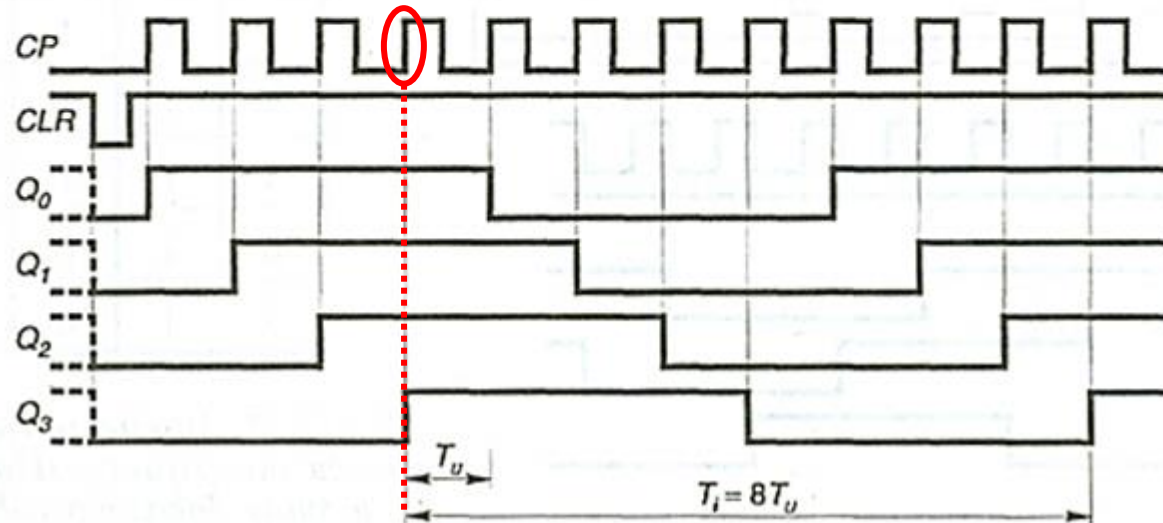 CP
CLR
Q₀
Q₁
Q₂
Q₃
Tᵤ
Tᵢ = 8Tᵤ